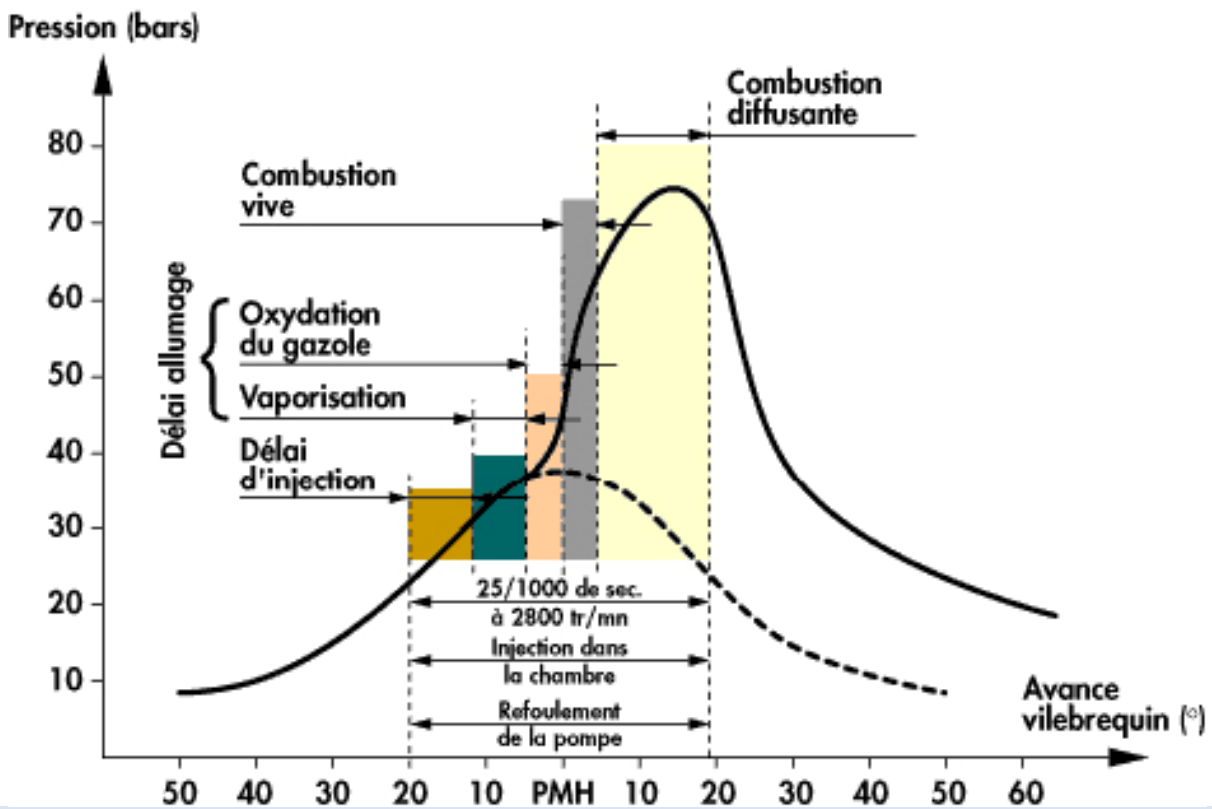 Pression (bars)
Combustion
diffusante
80
Combustion
vive
70
60
Délai allumage
Oxydation
du gazole
50
Vaporisation
40
Délai
d'injection
30
25/1000 de sec.
20
à 2800 tr/mn
Injection dans
la chambre
10
Avance
vilebrequin (°)
Refoulement
de la pompe
50 40 30 20 10 PMH 10 20 30 40 50 60